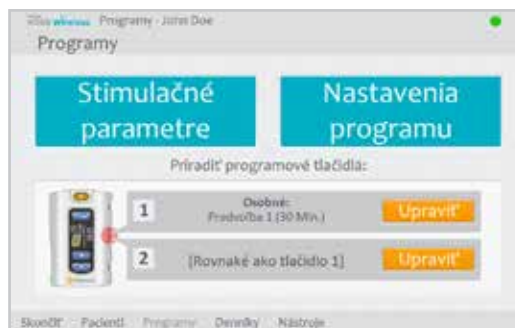 wireless Programy - John Doe
Programy
Stimulačné parametre
Nastavenia programu
Priradiť programové tlačidlá:
1
Osobné:
Predvoľba 1 (30 Min.)
Upraviť
2
[Rovnaké ako tlačidlo 1]
Upraviť
Skončiť Pacienti Programy Denníky Nástroje